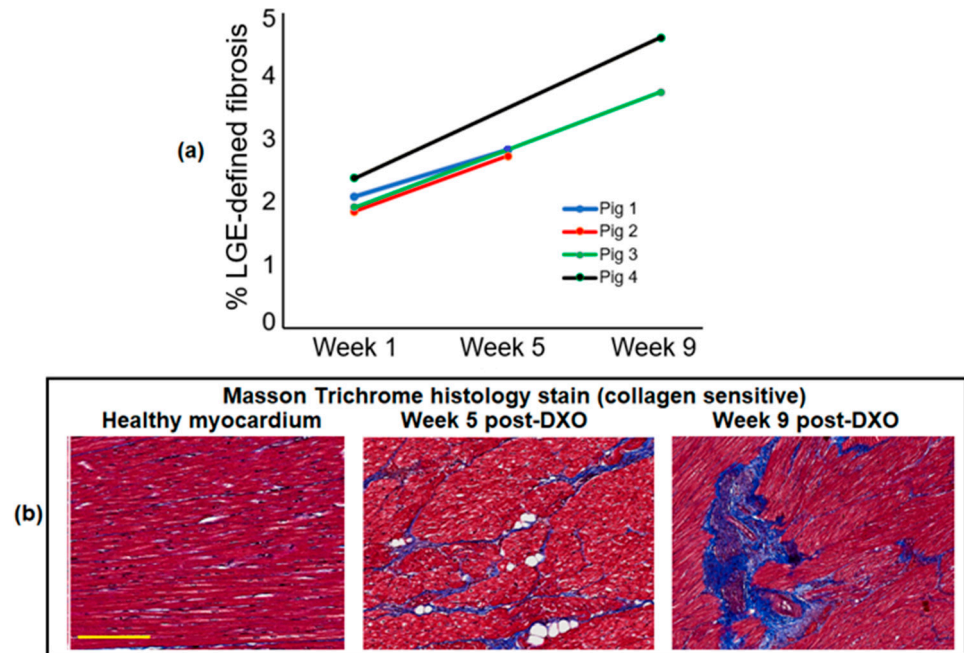 5
4
3
2
1
0
% LGE-defined fibrosis
(a)
Pig 1
Pig 2
Pig 3
Pig 4
Week 1 Week 5 Week 9
Masson Trichrome histology stain (collagen sensitive)
Healthy myocardium Week 5 post-DXO Week 9 post-DXO
(b)